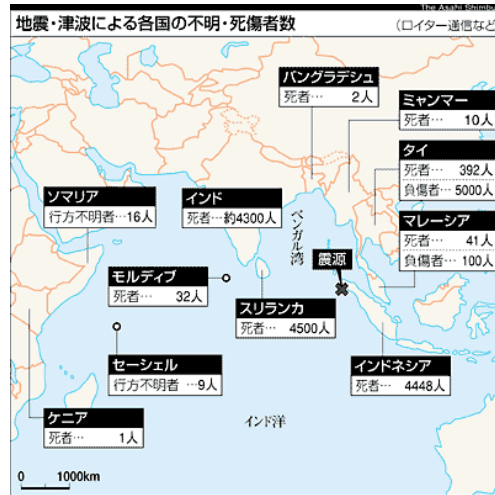 The Asahi Shimbu
地震・津波による各国の不明・死傷者数
(ロイター通信など
バングラデシュ
死者… 2人
ミャンマー
死者… 10人
タイ
死者… 392人
負傷者… 5000人
ソマリア
行方不明者…16人
インド
死者…約4300人
ベンガル湾
マレーシア
死者… 41人
負傷者… 100人
震源
モルディブ
死者… 32人
スリランカ
死者… 4500人
セーシェル
行方不明者…9人
インドネシア
死者… 4448人
ケニア
死者… 1人
インド洋
0 1000km